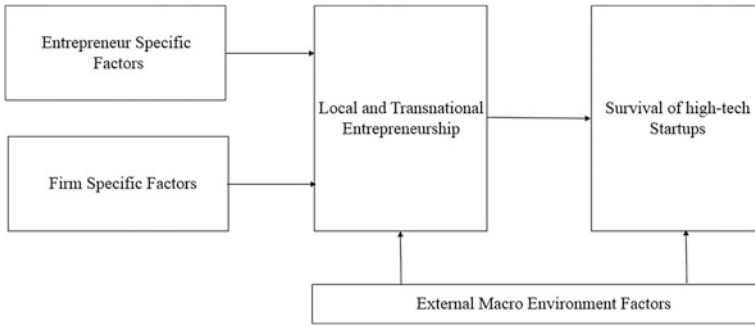 Entrepreneur Specific
Factors
Local and Transnational
Entrepreneurship
Survival of high-tech
Startups
Firm Specific Factors
External Macro Environment Factors